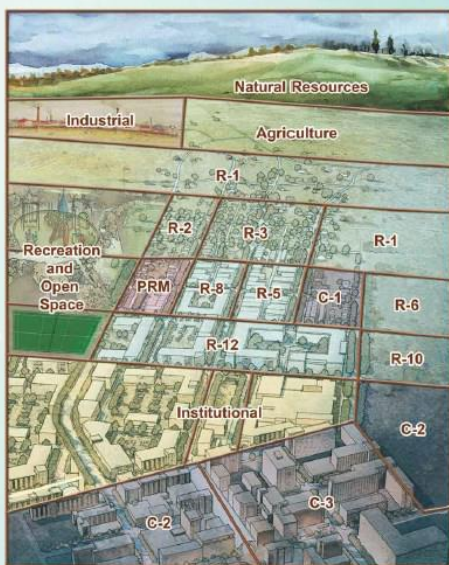 Natural Resources
Industrial
Agriculture
R-1
R-2
R-3
R-1
Recreation
and
Open
Space
PRM
R-8
R-5
C-1
R-6
R-12
R-10
Institutional
C-2
C-2
C-3